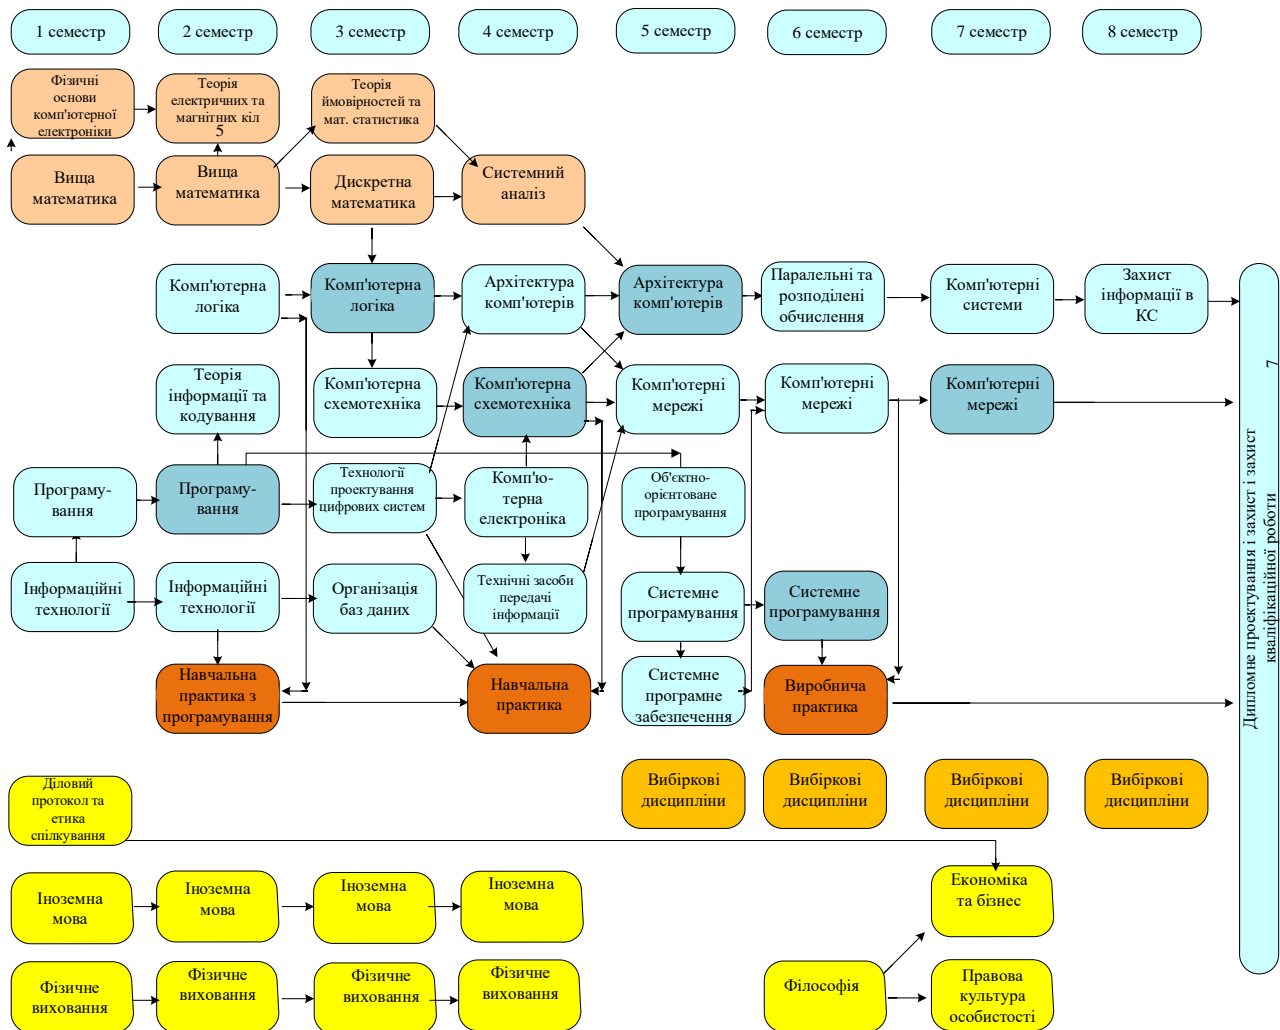 1 семестр
2 семестр
3 семестр
4 семестр
5 семестр
6 семестр
7 семестр
8 семестр
Фізичні
основи
комп'ютерної
електроніки
Теорія
електричних та
магнітних кіл
5
Теорія
ймовірностей та
мат. статистика
Вища
математика
Вища
математика
Дискретна
математика
Системний
аналіз
Комп'ютерна
логіка
Комп'ютерна
логіка
Архітектура
комп'ютерів
Архітектура
комп'ютерів
Паралельні та
розподілені
обчислення
Комп'ютерні
системи
Захист
інформації в
КС
Теорія
інформації та
кодування
Комп'ютерна
схемотехніка
Комп'ютерна
схемотехніка
Комп'ютерні
мережі
Комп'ютерні
мережі
Комп'ютерні
мережі
Програму-
вання
Програму-
вання
Технології
проектування
цифрових систем
Комп'ю-
терна
електроніка
Об'єктно-
орієнтоване
програмування
Інформаційні
технології
Інформаційні
технології
Організація
баз даних
Технічні засоби
передачі
інформації
Системне
програмування
Системне
програмування
Навчальна
практика з
програмування
Навчальна
практика
Системне
програмне
забезпечення
Виробнича
практика
Дипломне проектування і захист і захист
кваліфікаційної роботи
7
Вибіркові
дисципліни
Вибіркові
дисципліни
Вибіркові
дисципліни
Вибіркові
дисципліни
Діловий
протокол та
етика
спілкування
Іноземна
мова
Іноземна
мова
Іноземна
мова
Іноземна
мова
Економіка
та бізнес
Фізичне
виховання
Фізичне
виховання
Фізичне
виховання
Фізичне
виховання
Філософія
Правова
культура
особистості